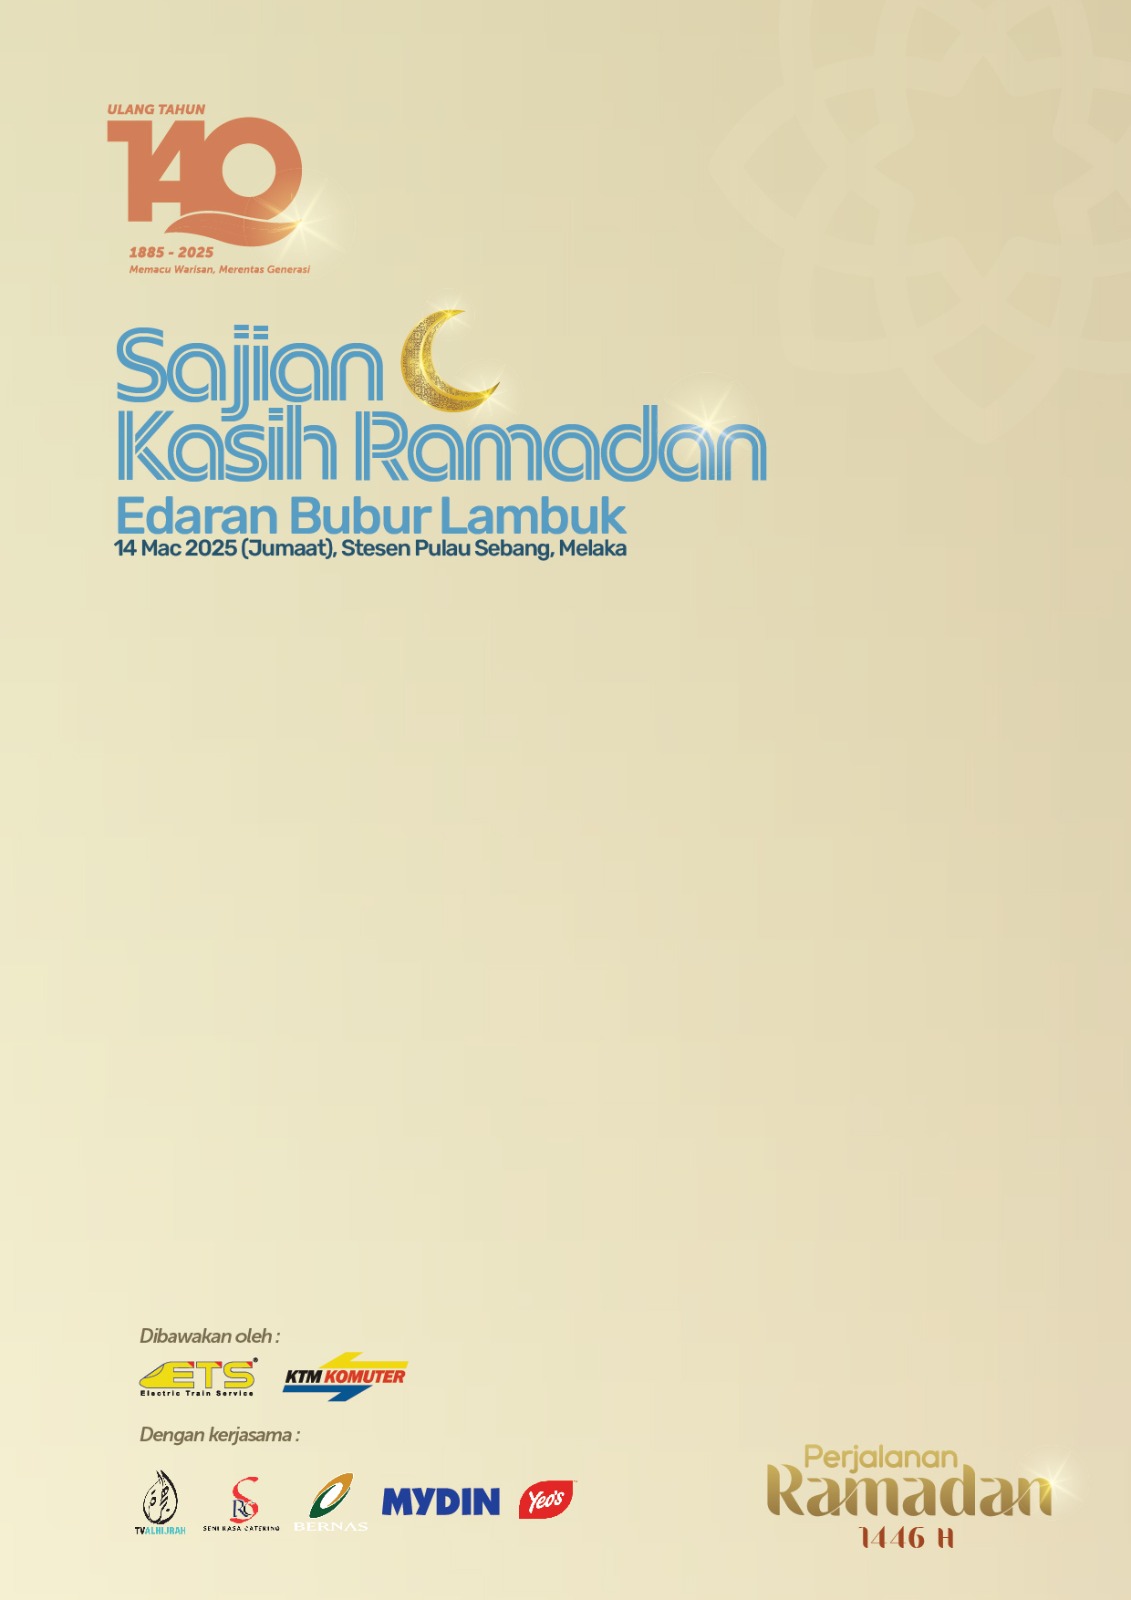 ULANG TAHUN
140
1885 - 2025
Memacu Warisan, Merentas Generasi
Sajian
Kasih Ramadan
Edaran Bubur Lambuk
14 Mac 2025 (Jumaat), Stesen Pulau Sebang, Melaka
Dibawakan oleh :
ETS
Electric Train Service
KTM KOMUTER
Dengan kerjasama :
TVALHIJRAH
SRC
SENI RASA CATERING
BERNAS
MYDIN
Yeo's
Perjalanan
Ramadan
1446 H